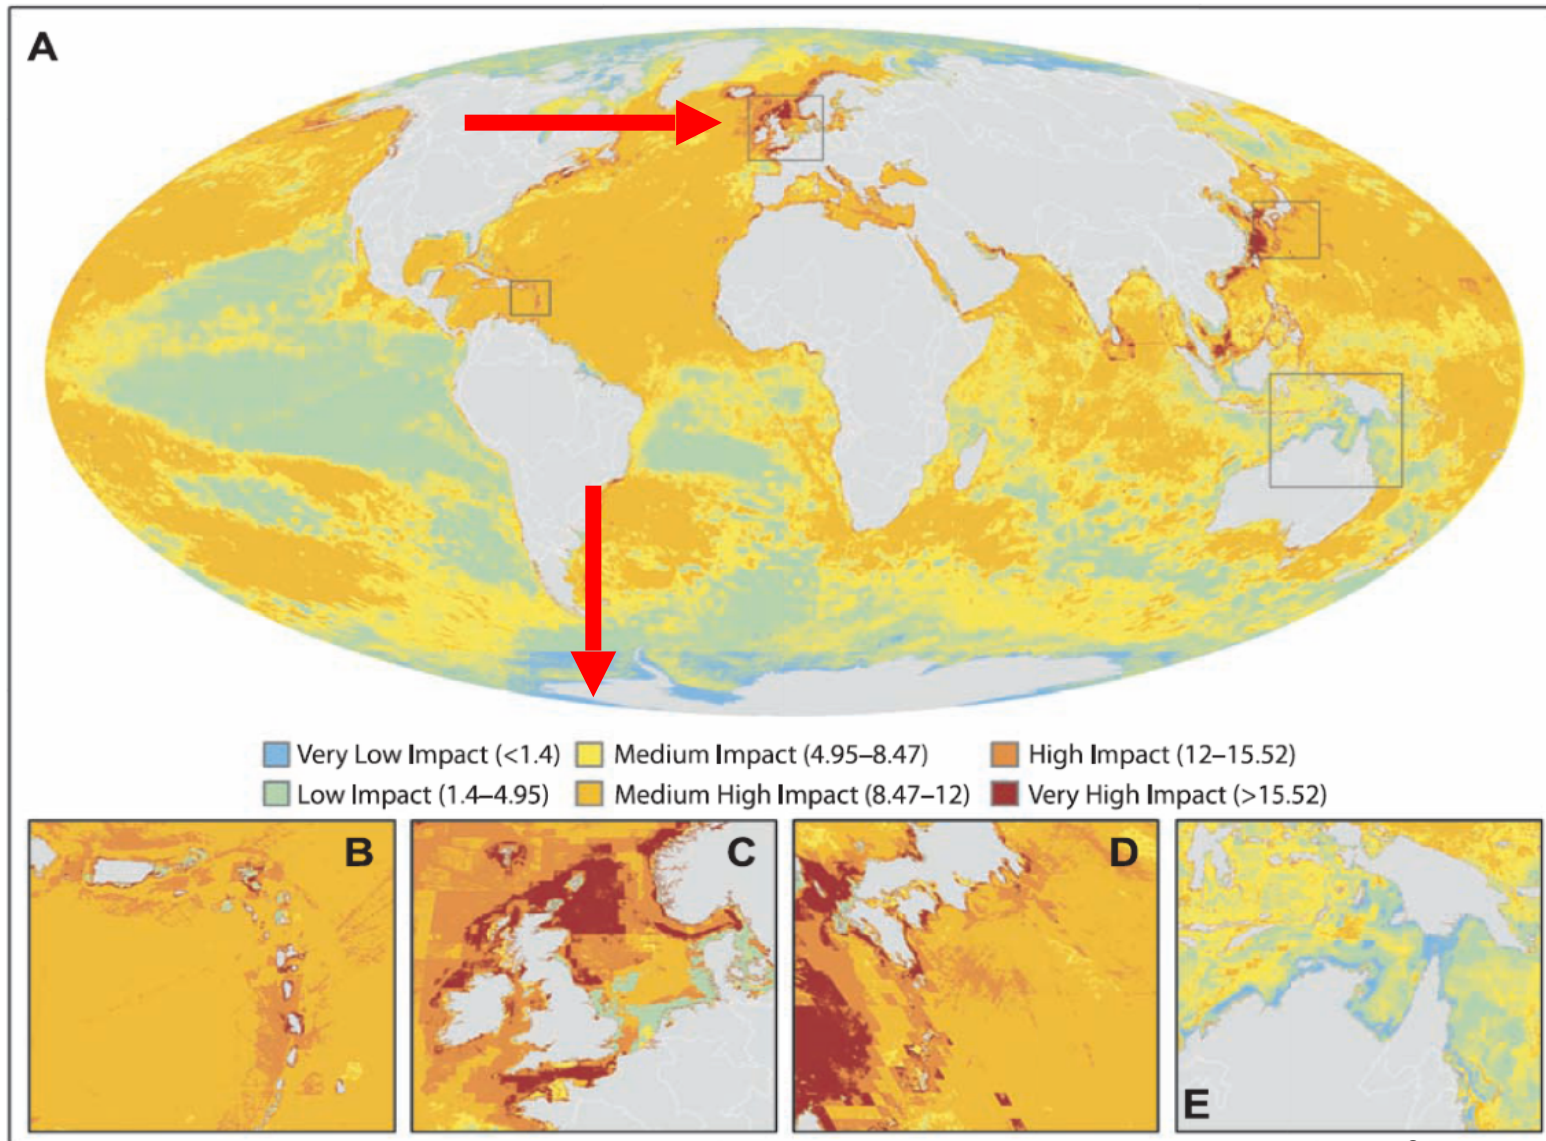 A
Very Low Impact (<1.4) Medium Impact (4.95–8.47) High Impact (12–15.52)
Low Impact (1.4–4.95) Medium High Impact (8.47–12) Very High Impact (>15.52)
B
C
D
E